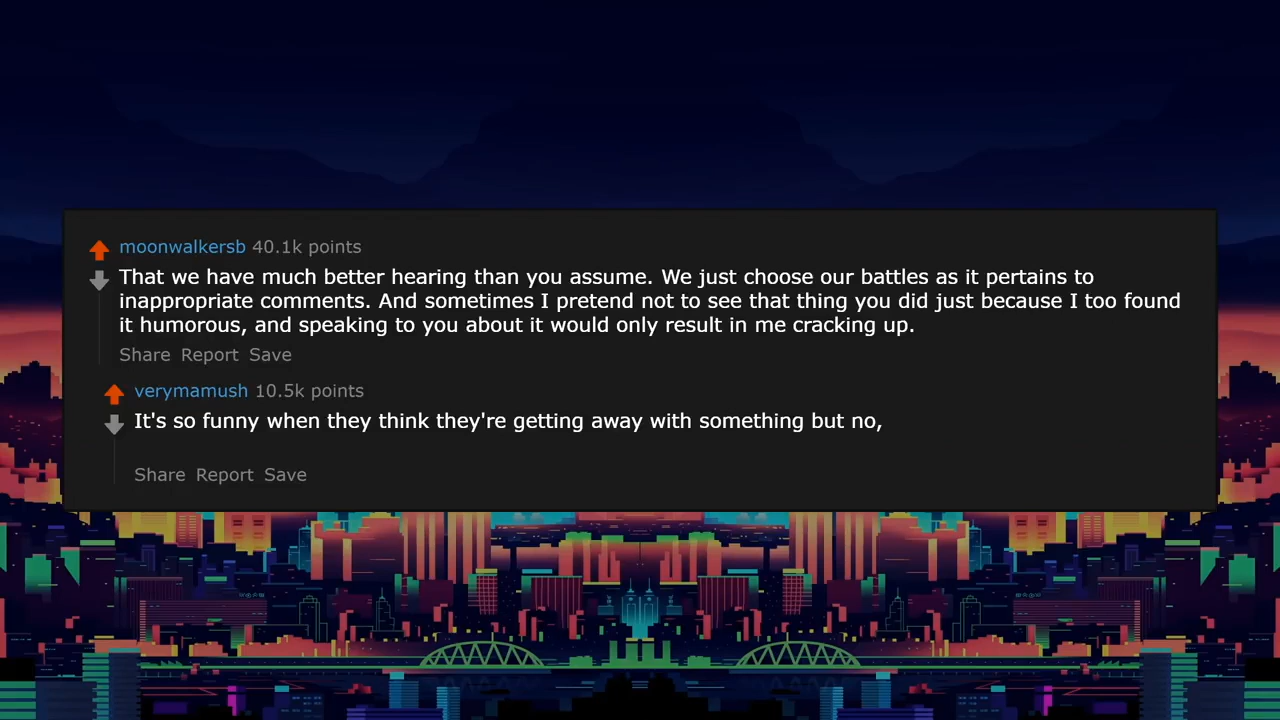 moonwalkersb 40.1k points
That we have much better hearing than you assume. We just choose our battles as it pertains to
inappropriate comments. And sometimes I pretend not to see that thing you did just because I too found
it humorous, and speaking to you about it would only result in me cracking up.
Share Report Save
verymamush 10.5k points
It's so funny when they think they're getting away with something but no,
Share Report Save